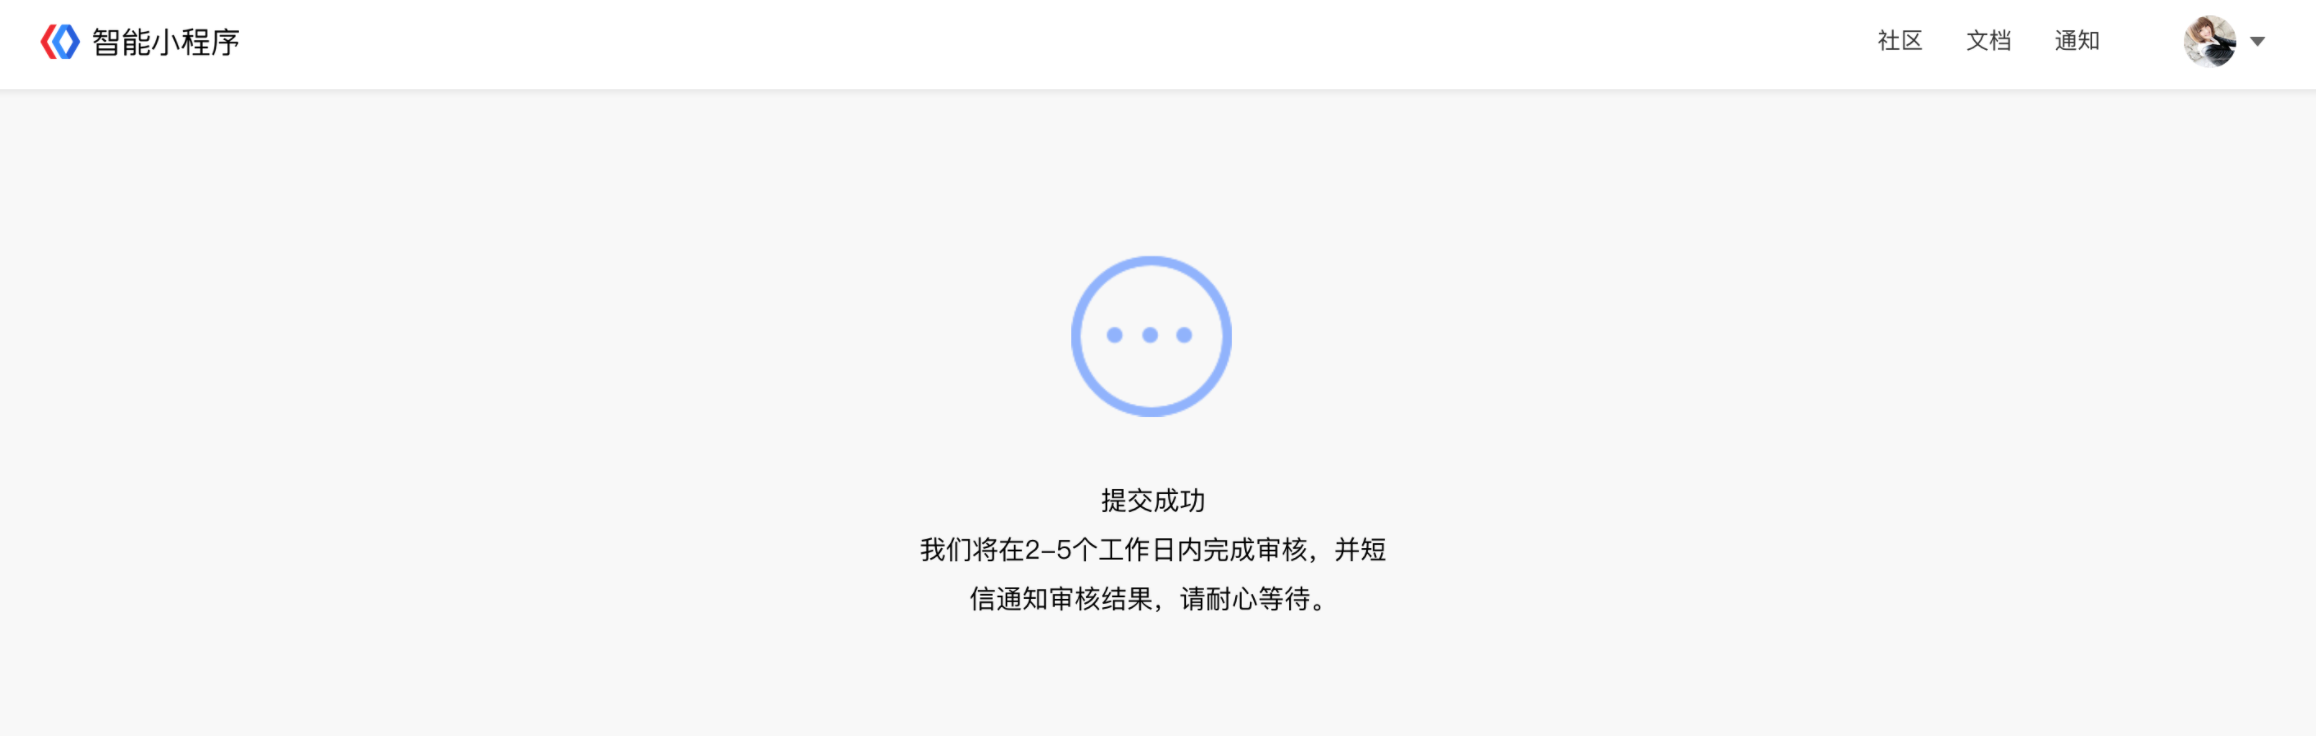 智能小程序
社区 文档 通知
提交成功
我们将在2-5个工作日内完成审核，并短
信通知审核结果，请耐心等待。